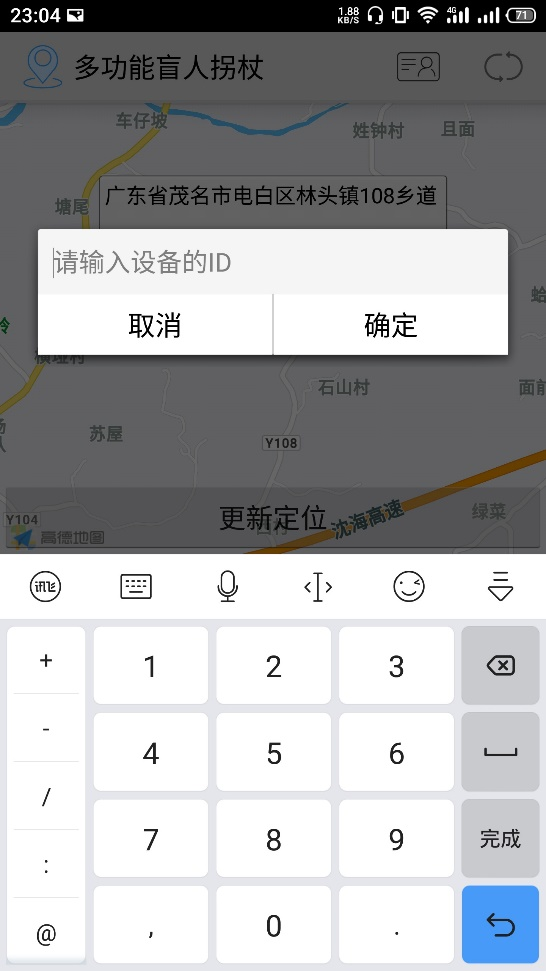 23:04
1.88 KB/S 4G 71
多功能盲人拐杖
车仔坡
姓钟村
且面
塘尾
广东省茂名市电白区林头镇108乡道
请输入设备的ID
取消
确定
石山村
面前
苏屋
Y108
更新定位
沈海高速
绿菜
Y104
高德地图
讯飞
+
1
2
3
-
4
5
6
/
7
8
9
完成
:
@
,
0
.